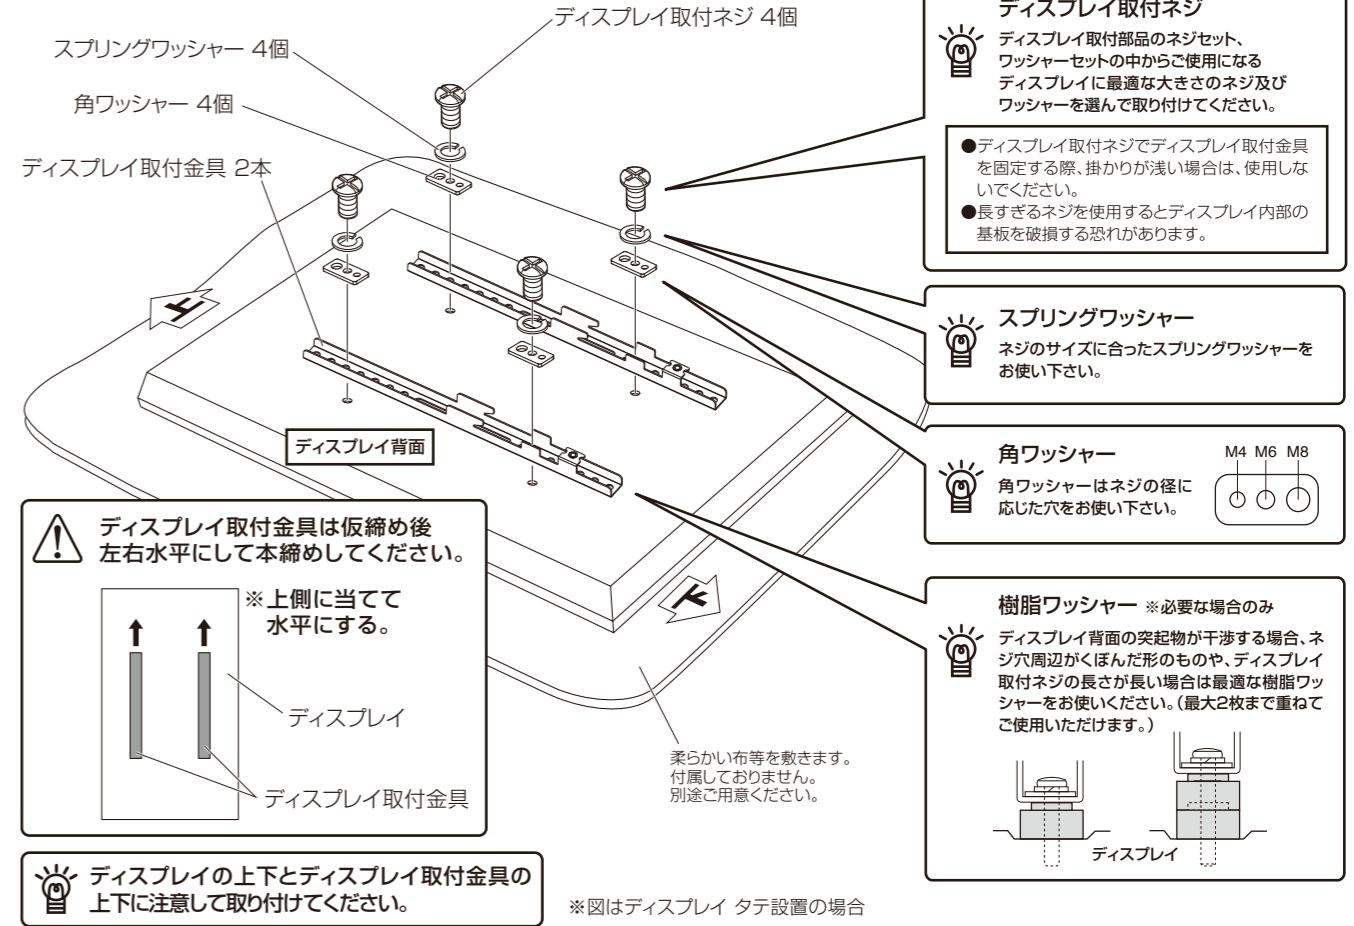 ディスプレイ取付ネジ 4個
スプリングワッシャー 4個
角ワッシャー 4個
ディスプレイ取付金具 2本
上
ディスプレイ背面
下
ディスプレイ取付金具は仮締め後
左右水平にして本締めしてください。
※上側に当てて
水平にする。
ディスプレイ
ディスプレイ取付金具
柔らかい布等を敷きます。
付属しておりません。
別途ご用意ください。
ディスプレイの上下とディスプレイ取付金具の
上下に注意して取り付けてください。
※図はディスプレイ タテ設置の場合
ディスプレイ取付ネジ
ディスプレイ取付部品のネジセット、
ワッシャーセットの中からご使用になる
ディスプレイに最適な大きさのネジ及び
ワッシャーを選んで取り付けてください。
●ディスプレイ取付ネジでディスプレイ取付金具
を固定する際、掛かりが浅い場合は、使用しな
いでください。
●長すぎるネジを使用するとディスプレイ内部の
基板を破損する恐れがあります。
スプリングワッシャー
ネジのサイズに合ったスプリングワッシャーを
お使い下さい。
角ワッシャー
角ワッシャーはネジの径に
応じた穴をお使い下さい。
M4 M6 M8
樹脂ワッシャー ※必要な場合のみ
ディスプレイ背面の突起物が干渉する場合、ネ
ジ穴周辺がくぼんだ形のものや、ディスプレイ
取付ネジの長さが長い場合は最適な樹脂ワッ
シャーをお使いください。(最大2枚まで重ねて
ご使用いただけます。)
ディスプレイ